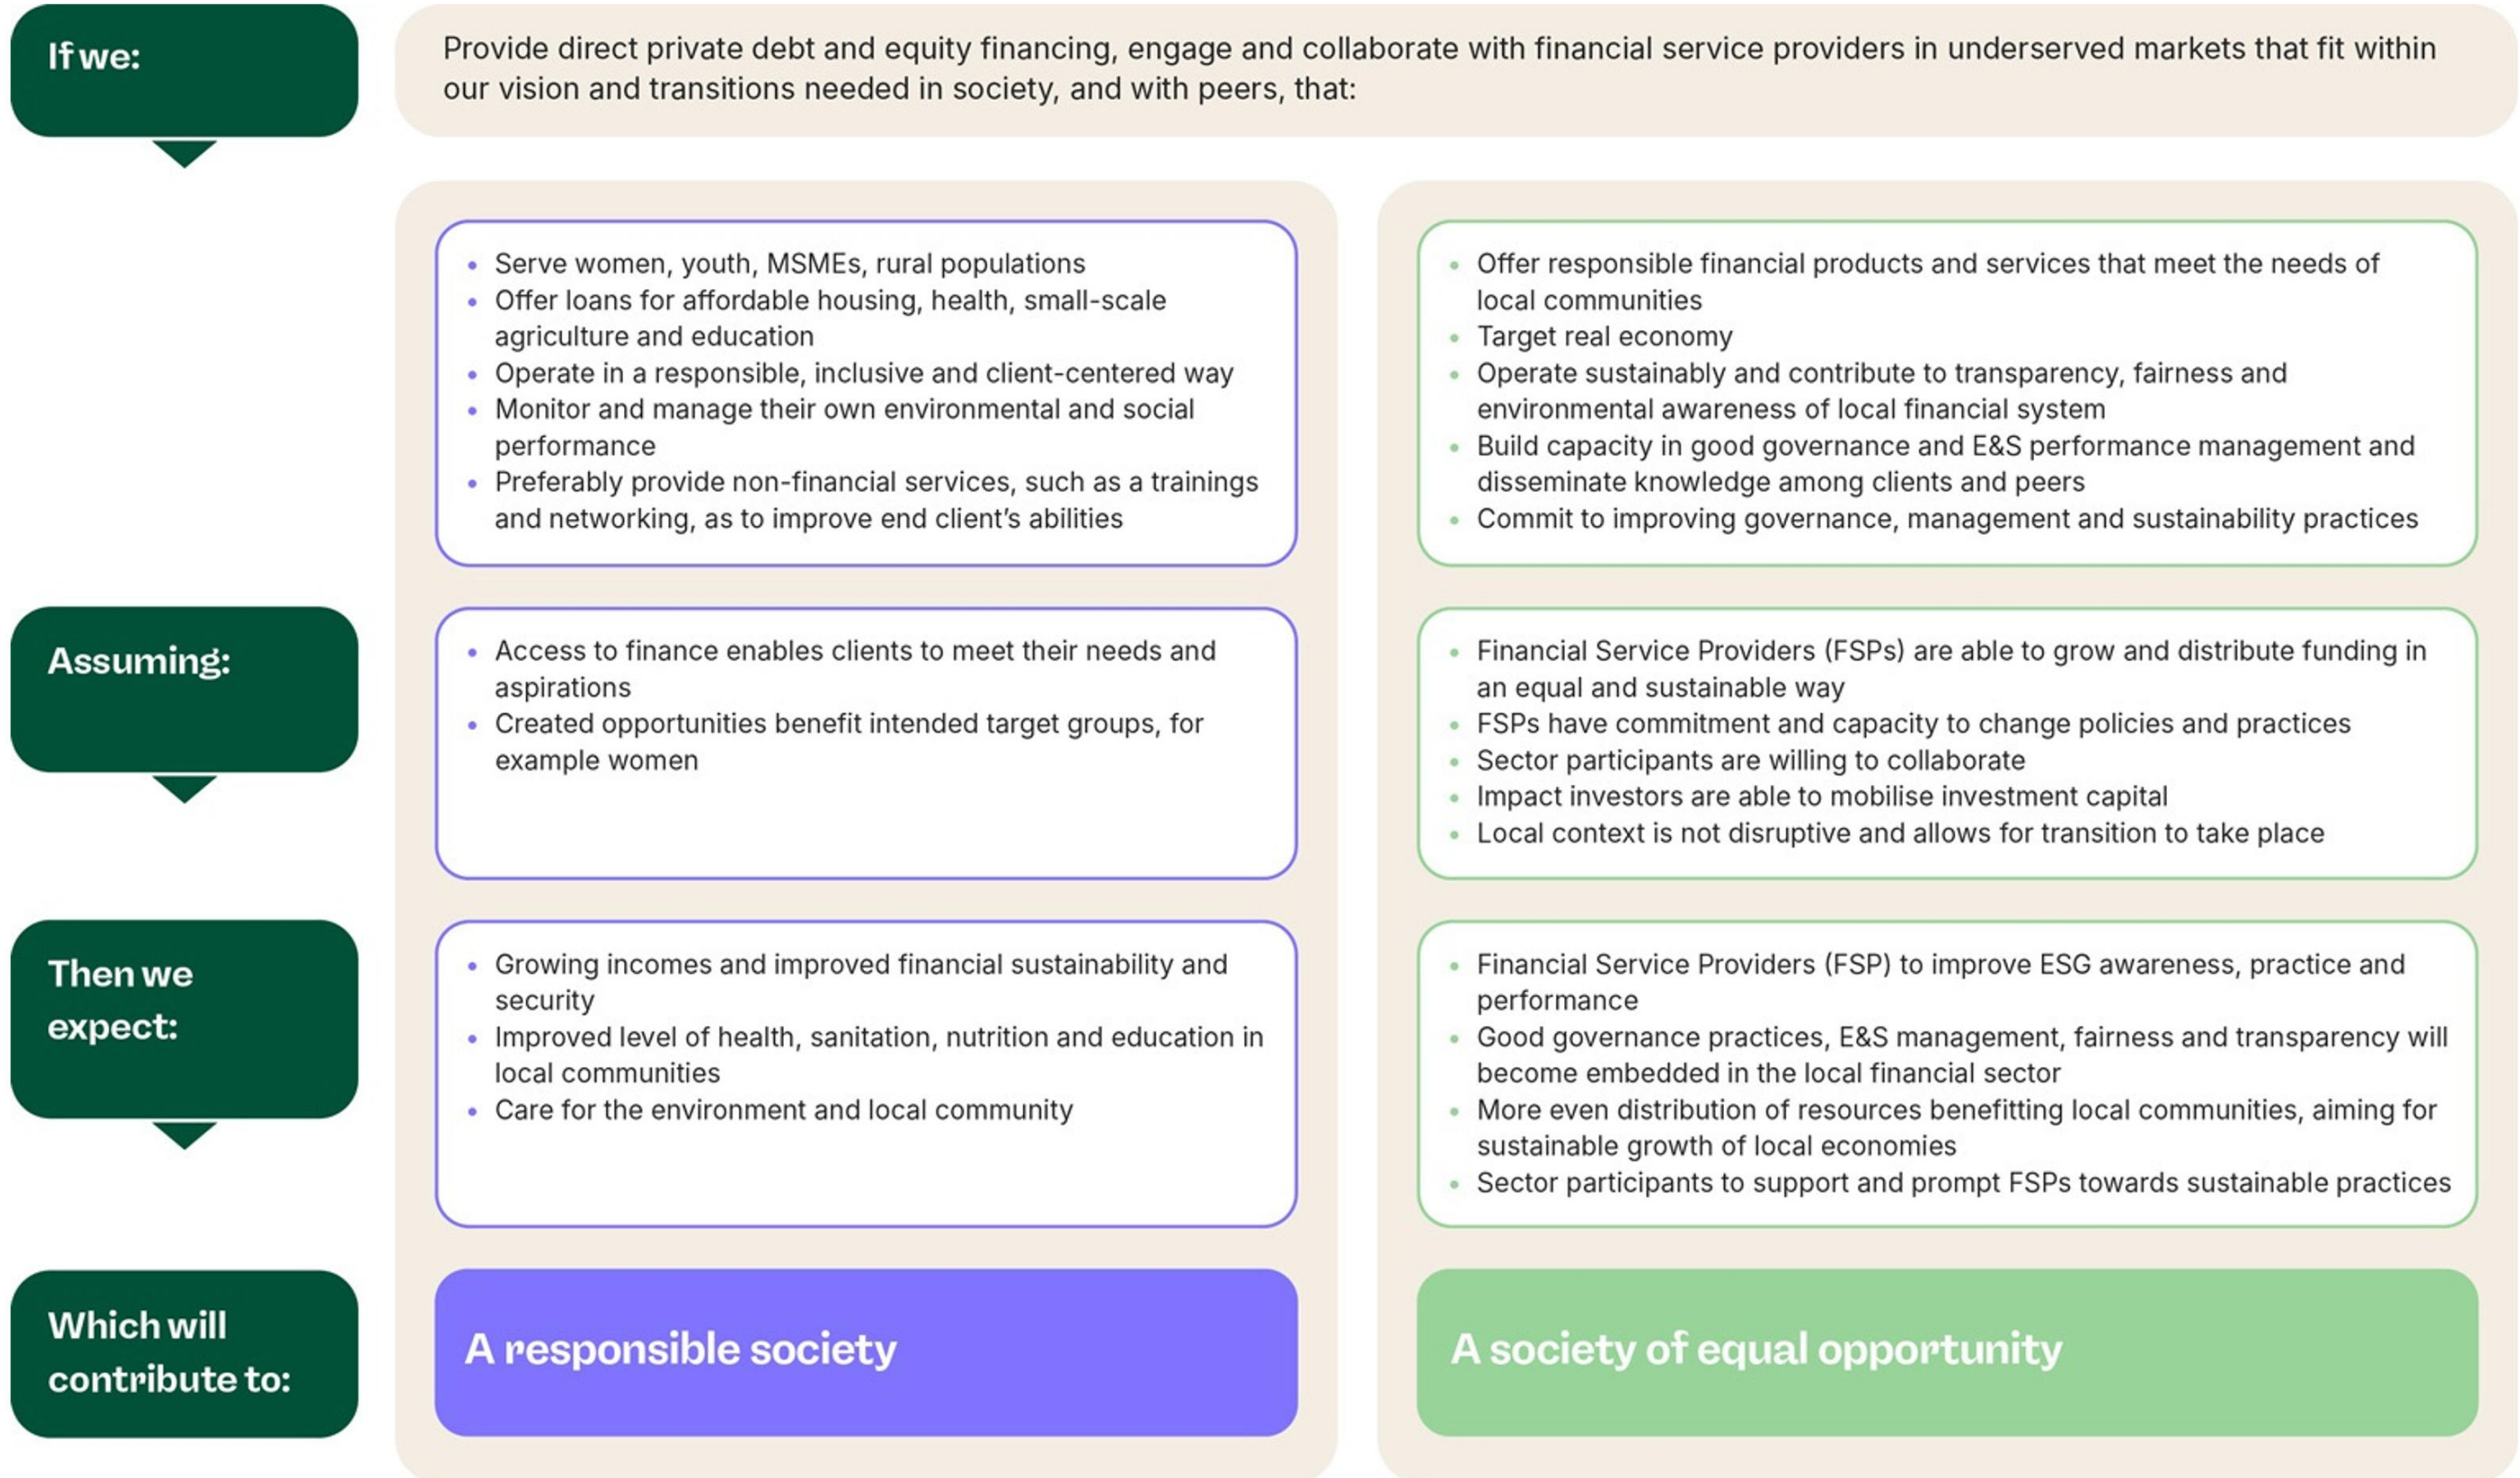 If we:
Provide direct private debt and equity financing, engage and collaborate with financial service providers in underserved markets that fit within
our vision and transitions needed in society, and with peers, that:
• Serve women, youth, MSMEs, rural populations
• Offer loans for affordable housing, health, small-scale
agriculture and education
• Operate in a responsible, inclusive and client-centered way
• Monitor and manage their own environmental and social
performance
• Preferably provide non-financial services, such as a trainings
and networking, as to improve end client’s abilities
• Offer responsible financial products and services that meet the needs of
local communities
• Target real economy
• Operate sustainably and contribute to transparency, fairness and
environmental awareness of local financial system
• Build capacity in good governance and E&S performance management and
disseminate knowledge among clients and peers
• Commit to improving governance, management and sustainability practices
Assuming:
• Access to finance enables clients to meet their needs and
aspirations
• Created opportunities benefit intended target groups, for
example women
• Financial Service Providers (FSPs) are able to grow and distribute funding in
an equal and sustainable way
• FSPs have commitment and capacity to change policies and practices
• Sector participants are willing to collaborate
• Impact investors are able to mobilise investment capital
• Local context is not disruptive and allows for transition to take place
Then we
expect:
• Growing incomes and improved financial sustainability and
security
• Improved level of health, sanitation, nutrition and education in
local communities
• Care for the environment and local community
• Financial Service Providers (FSP) to improve ESG awareness, practice and
performance
• Good governance practices, E&S management, fairness and transparency will
become embedded in the local financial sector
• More even distribution of resources benefitting local communities, aiming for
sustainable growth of local economies
• Sector participants to support and prompt FSPs towards sustainable practices
Which will
contribute to:
A responsible society
A society of equal opportunity